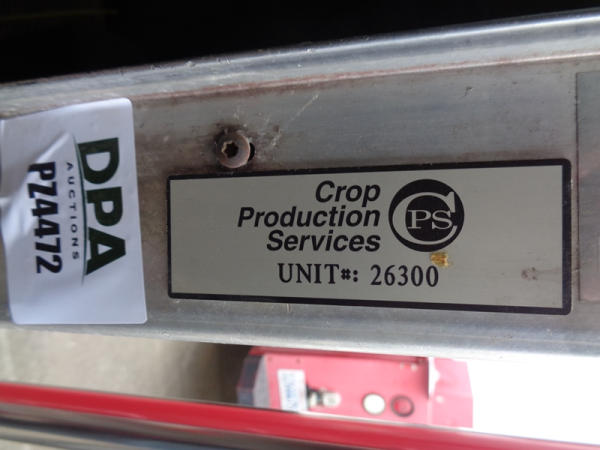 DPA
AUCTIONS
PZ4472
Crop
Production
Services
CPS
UNIT#: 26300